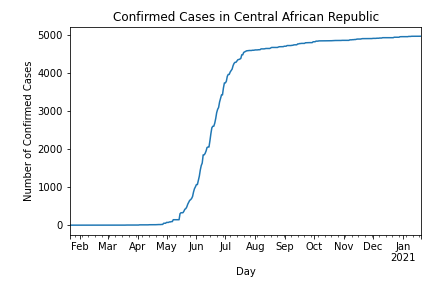 Confirmed Cases in Central African Republic
Number of Confirmed Cases
5000
4000
3000
2000
1000
0
Feb Mar Apr May Jun Jul Aug Sep Oct Nov Dec Jan
2021
Day